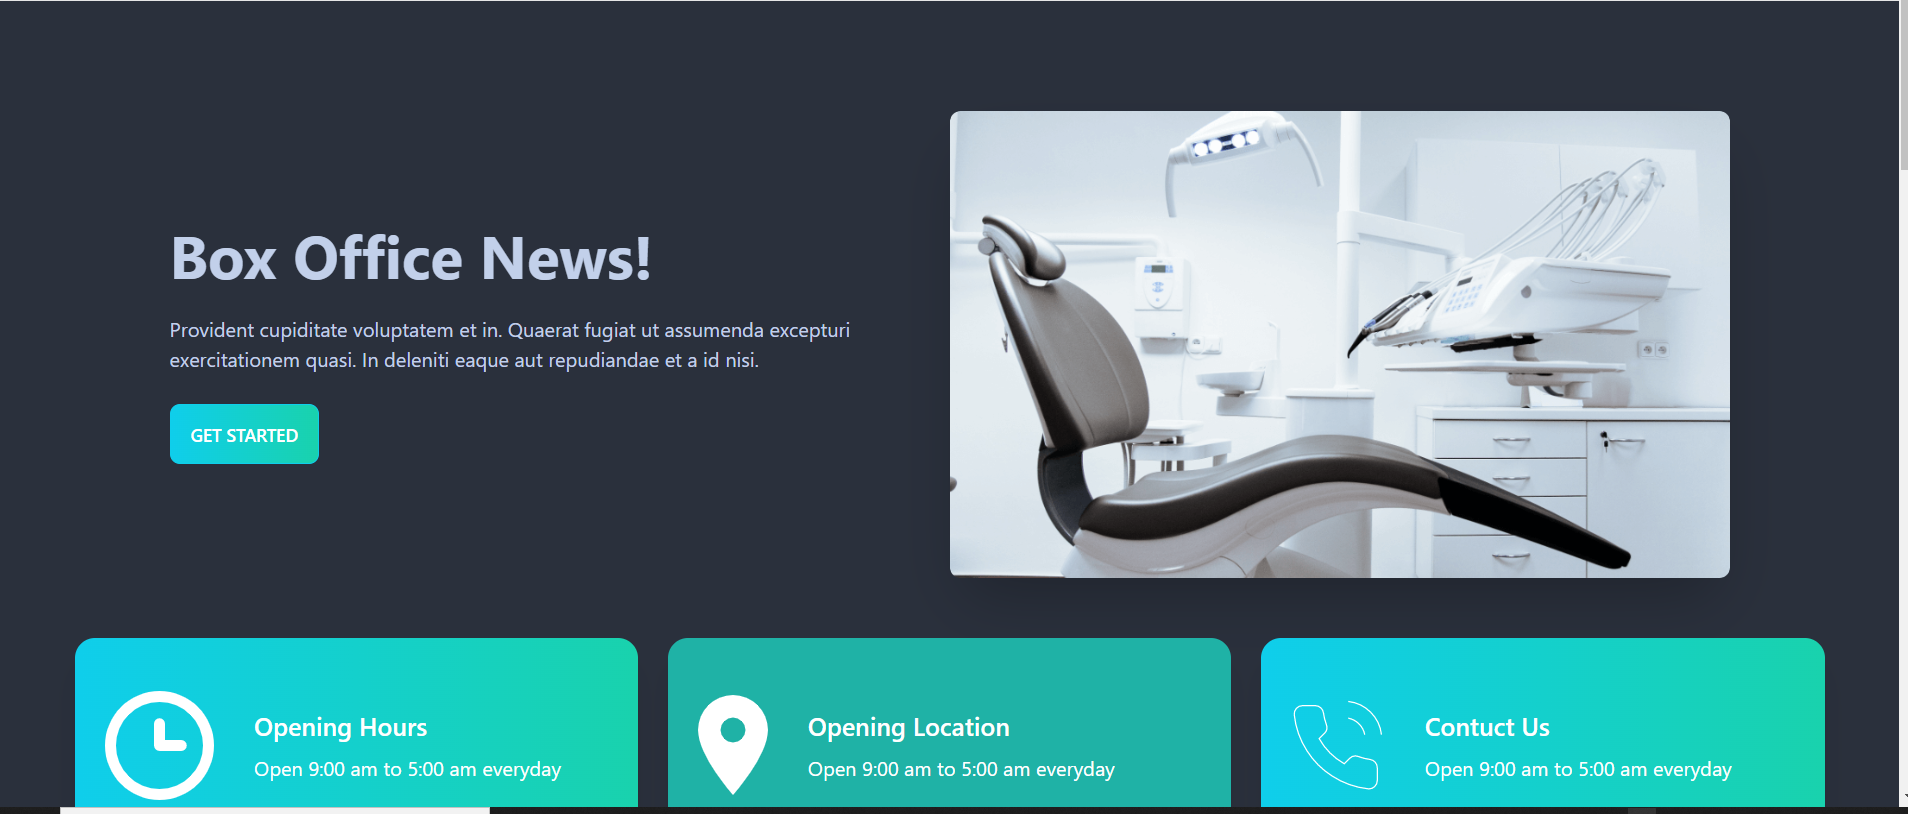 Box Office News!
Provident cupiditate voluptatem et in. Quaerat fugiat ut assumenda excepturi
exercitationem quasi. In deleniti eaque aut repudiandae et a id nisi.
GET STARTED
Opening Hours
Open 9:00 am to 5:00 am everyday
Opening Location
Open 9:00 am to 5:00 am everyday
Contuct Us
Open 9:00 am to 5:00 am everyday